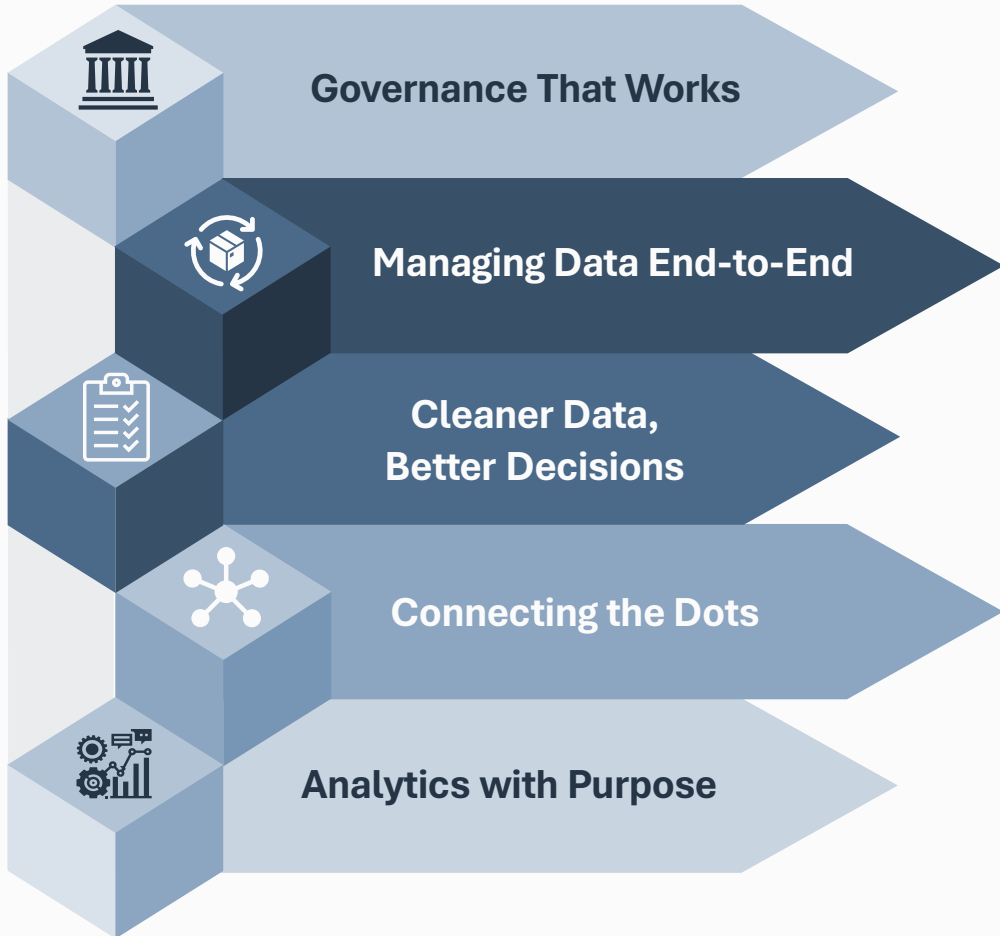 Governance That Works
Managing Data End-to-End
Cleaner Data,
Better Decisions
Connecting the Dots
Analytics with Purpose